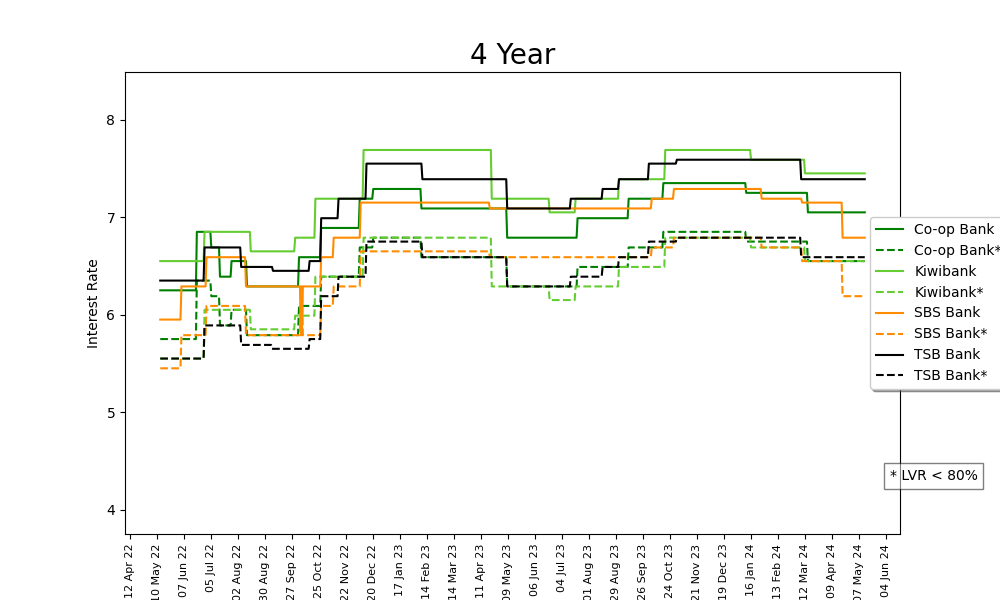 4 Year
Interest Rate
8
7
6
5
4
Co-op Bank
Co-op Bank*
Kiwibank
Kiwibank*
SBS Bank
SBS Bank*
TSB Bank
TSB Bank*
* LVR < 80%
12 Apr 22
10 May 22
07 Jun 22
05 Jul 22
02 Aug 22
30 Aug 22
27 Sep 22
25 Oct 22
22 Nov 22
20 Dec 22
17 Jan 23
14 Feb 23
14 Mar 23
11 Apr 23
09 May 23
06 Jun 23
04 Jul 23
01 Aug 23
29 Aug 23
26 Sep 23
24 Oct 23
21 Nov 23
19 Dec 23
16 Jan 24
13 Feb 24
12 Mar 24
09 Apr 24
07 May 24
04 Jun 24